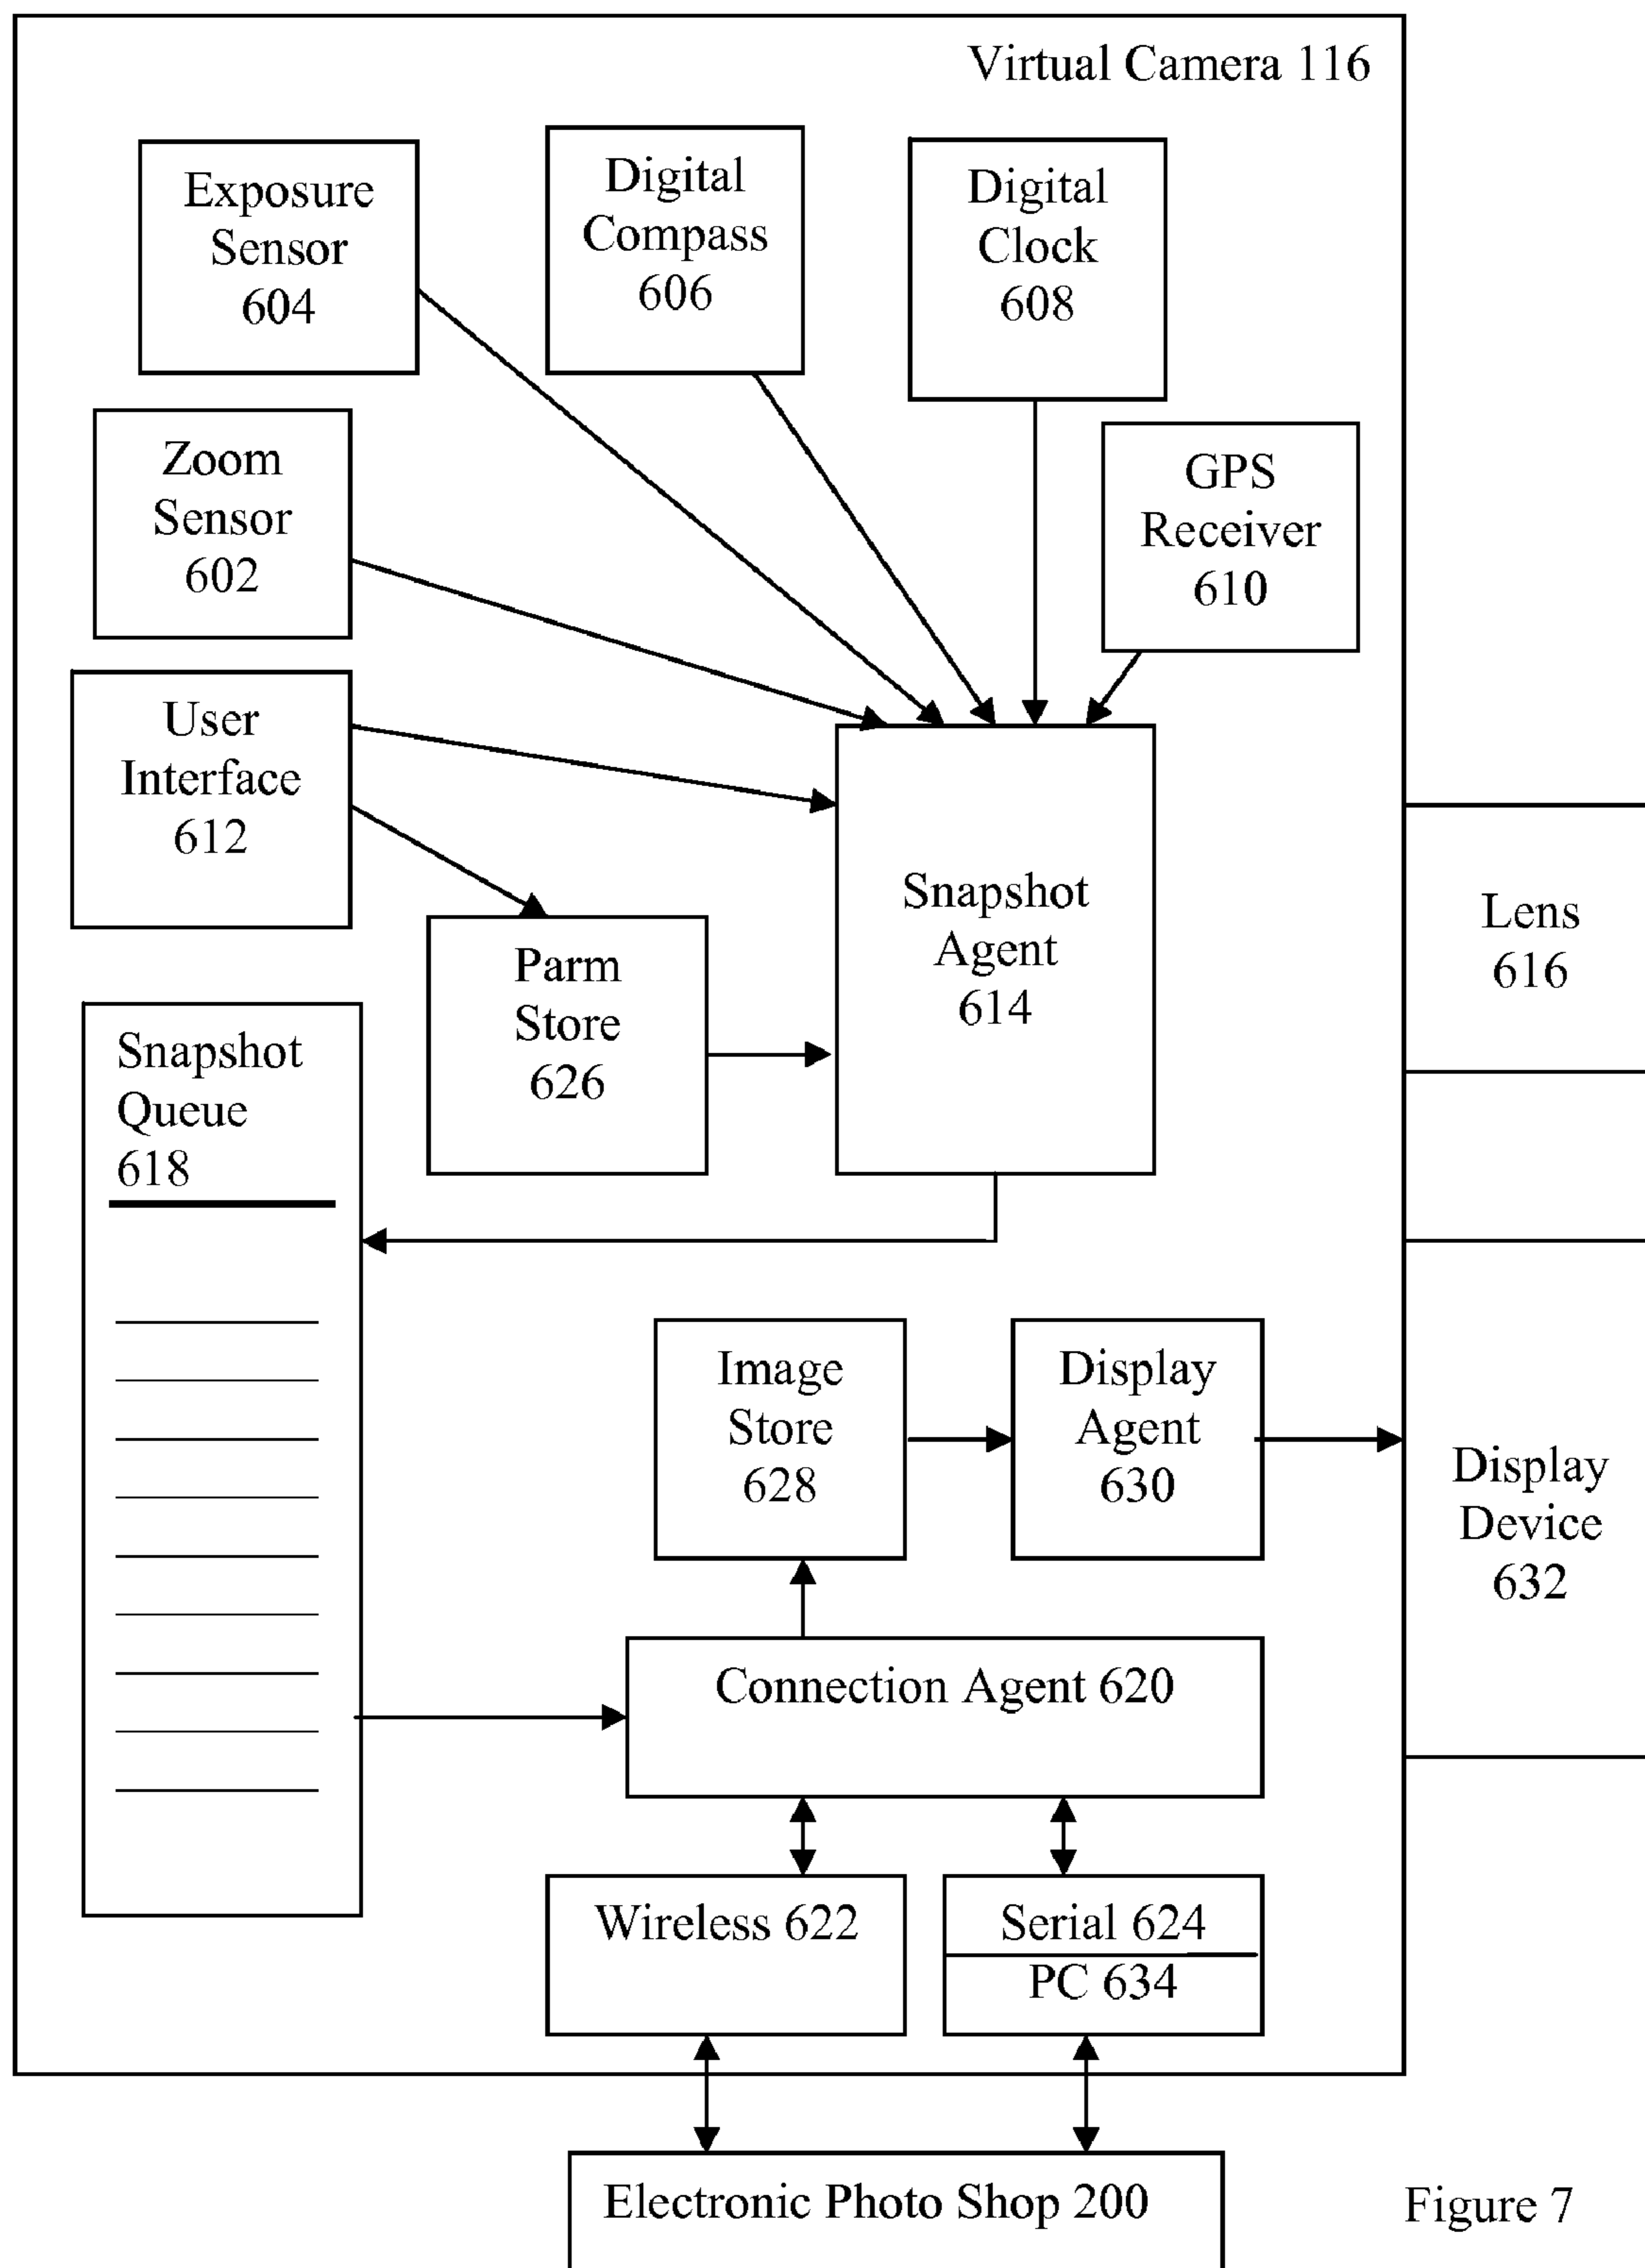 Virtual Camera 116
Exposure
Sensor
604
Digital
Compass
606
Digital
Clock
608
Zoom
Sensor
602
GPS
Receiver
610
User
Interface
612
Snapshot
Agent
614
Lens
616
Parm
Store
626
Snapshot
Queue
618
Image
Store
628
Display
Agent
630
Display
Device
632
Connection Agent 620
Wireless 622
Serial 624
PC 634
Electronic Photo Shop 200
Figure 7